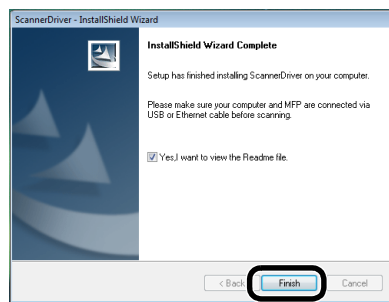 ScannerDriver - InstallShield Wizard
InstallShield Wizard Complete
Setup has finished installing ScannerDriver on your computer.
Please make sure your computer and MFP are connected via
USB or Ethernet cable before scanning.
Yes,I want to view the Readme file.
< Back
Finish
Cancel